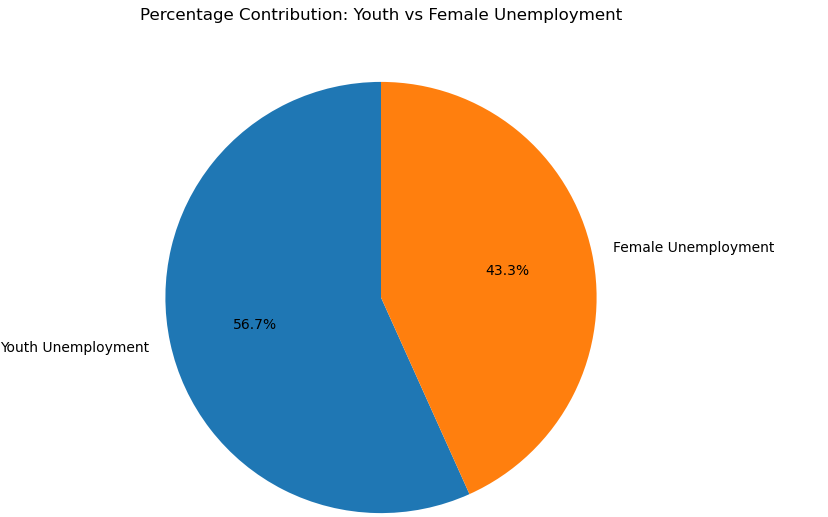 Percentage Contribution: Youth vs Female Unemployment
Female Unemployment
43.3%
56.7%
Youth Unemployment